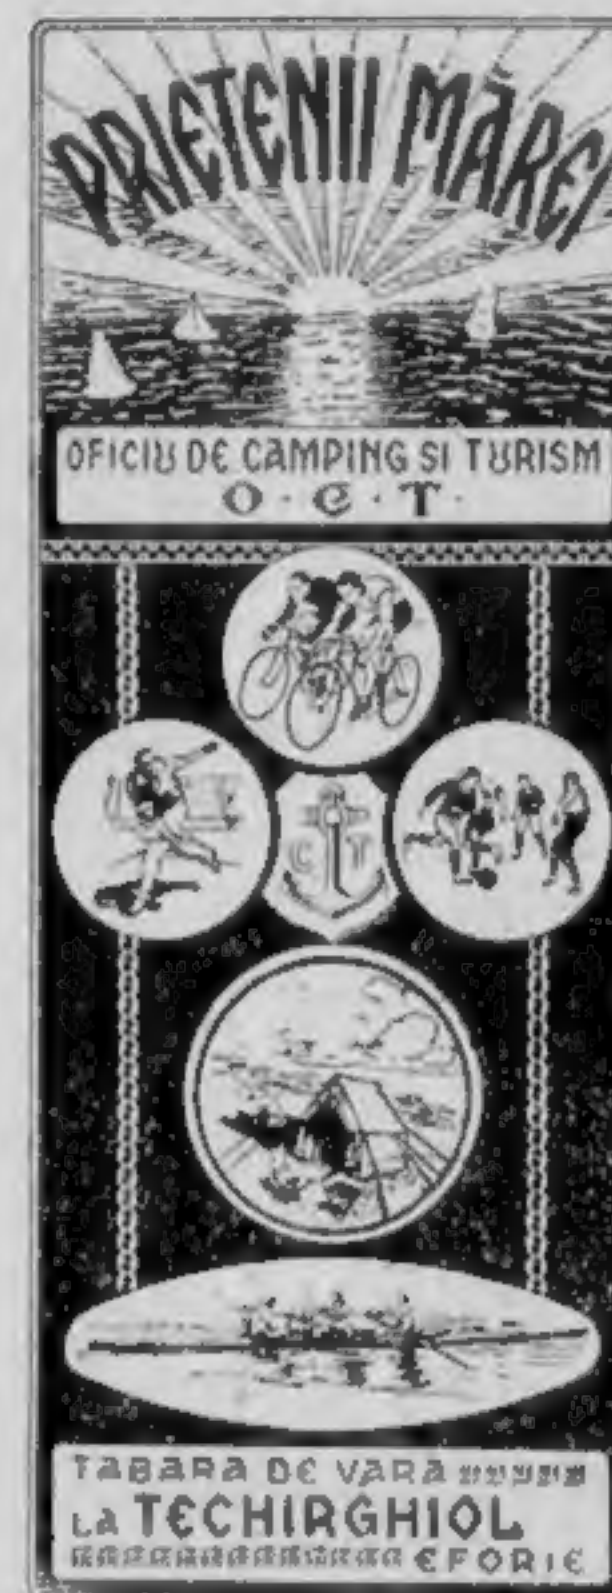 PRIETENII MĂREI
OFICIU DE CAMPING SI TURISM
O·C·T·
C T
TABARA DE VARA
LA TECHIRGHIOL
EFORIE